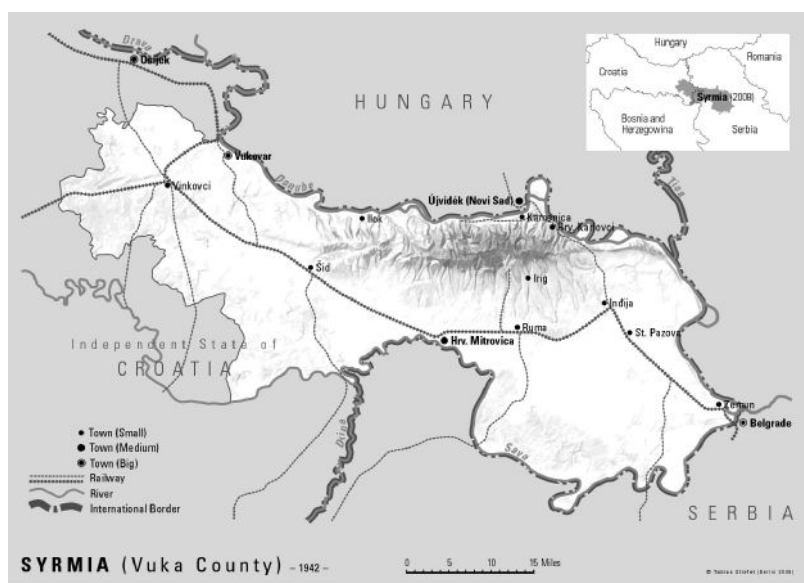 Drava
Osijek
HUNGARY
Hungary
Romania
Croatia
Syrmia (2008)
Bosnia and
Herzegowina
Serbia
Vukovar
Danube
Tisa
Vinkovci
Ilok
Újvidék (Novi Sad)
Kamenica
Hrv. Karlovci
Šid
Irig
Inđija
Ruma
St. Pazova
Hrv. Mitrovica
Independent State of
CROATIA
Zemun
Belgrade
Drina
Sava
Town (Small)
Town (Medium)
Town (Big)
Railway
River
International Border
SERBIA
SYRMIA (Vuka County) – 1942 –
0 5 10 15 Miles